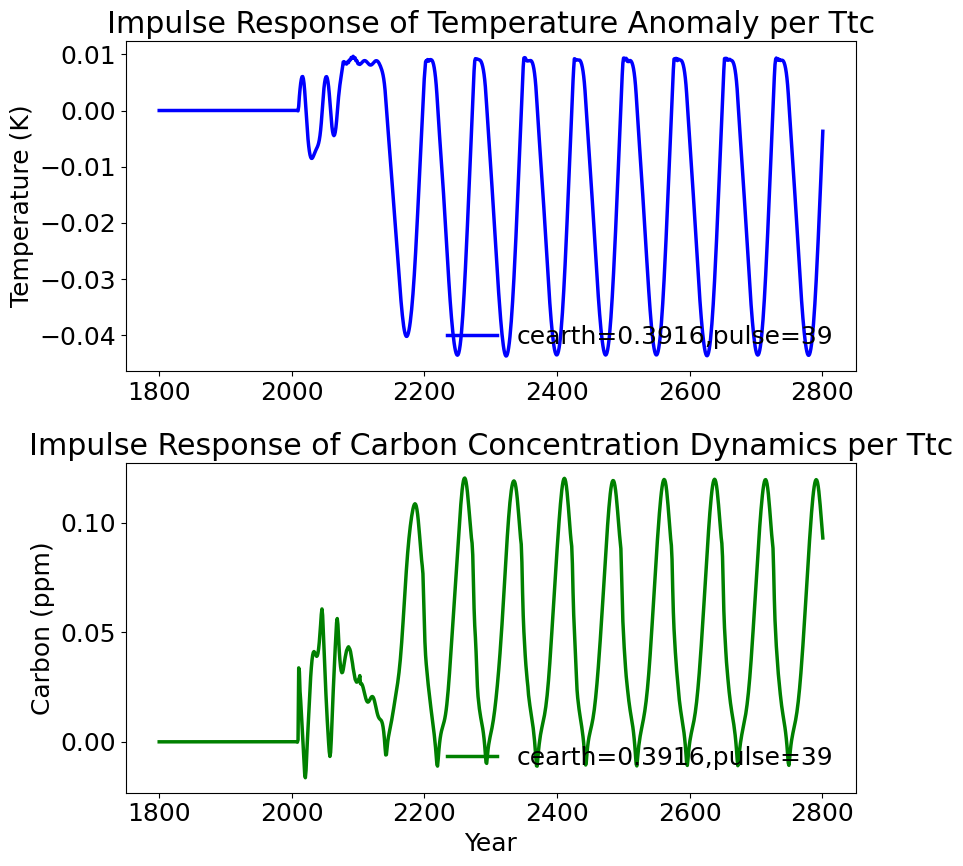 Impulse Response of Temperature Anomaly per Ttc
Temperature (K)
0.01
0.00
−0.01
−0.02
−0.03
−0.04
cearth=0.3916,pulse=39
1800 2000 2200 2400 2600 2800
Impulse Response of Carbon Concentration Dynamics per Ttc
Carbon (ppm)
0.10
0.05
0.00
cearth=0.3916,pulse=39
1800 2000 2200 2400 2600 2800
Year